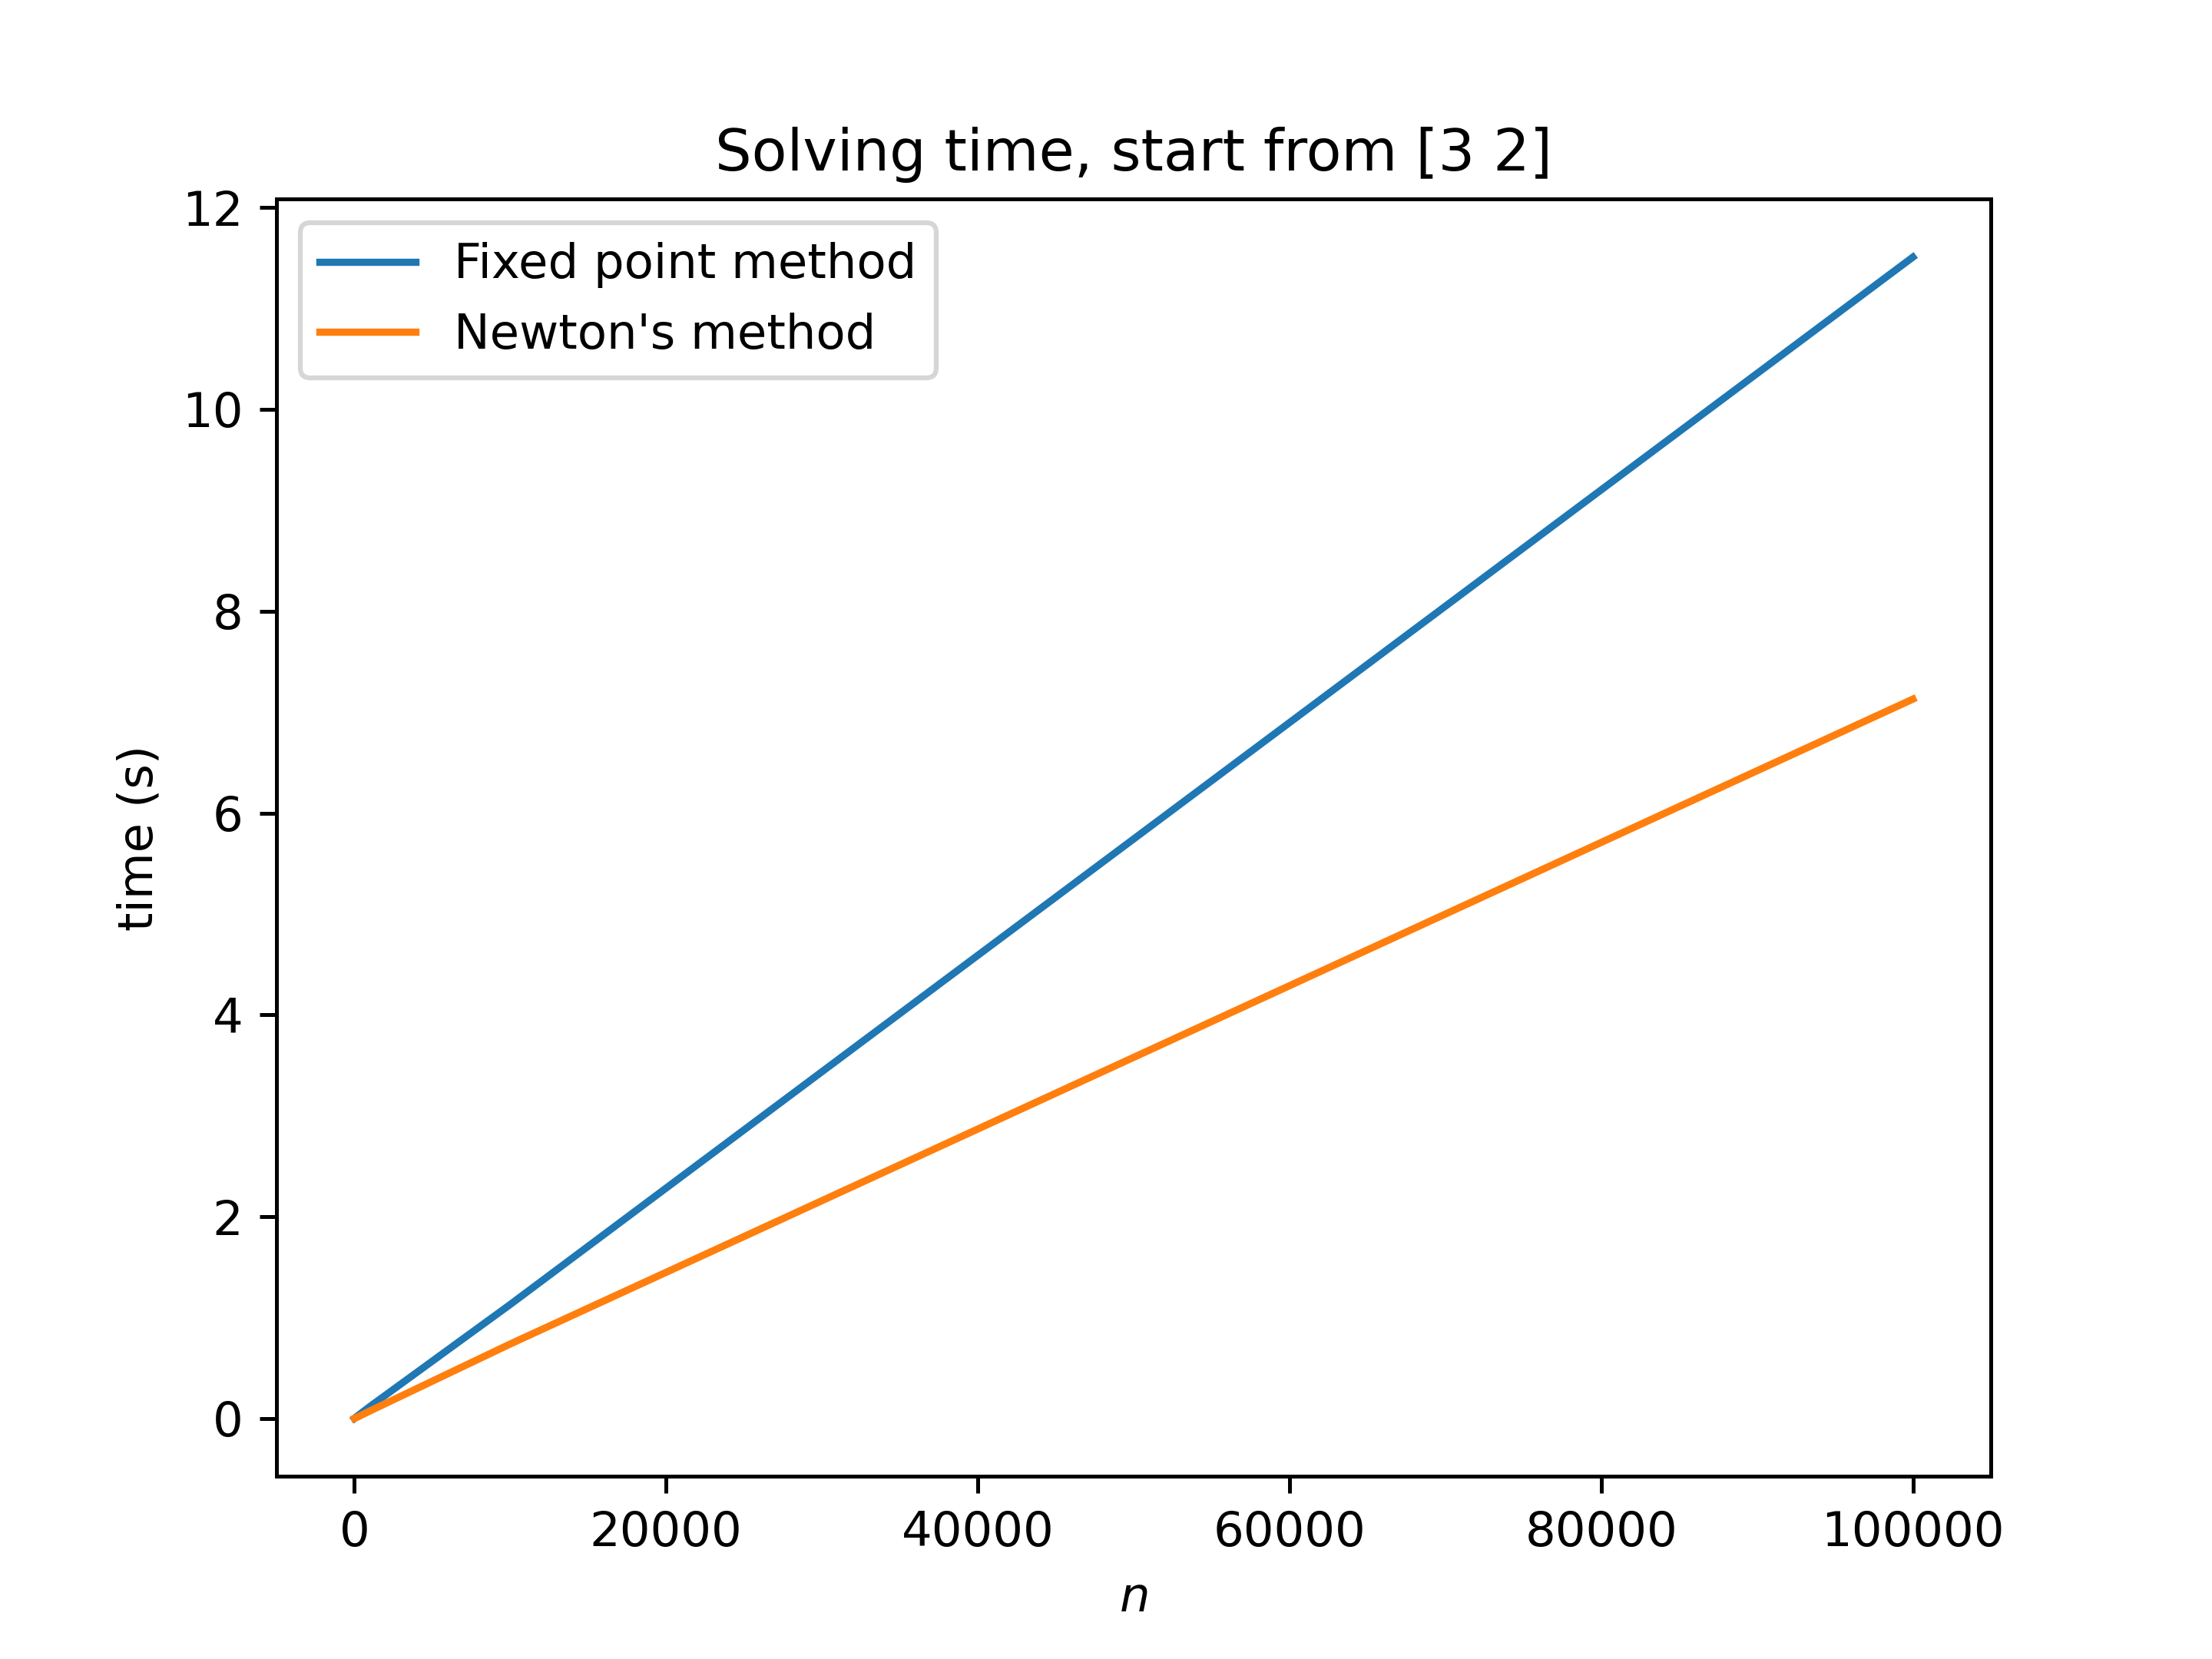 Solving time, start from [3 2]
Fixed point method
Newton's method
12
10
8
6
4
2
0
time (s)
0 20000 40000 60000 80000 100000
n